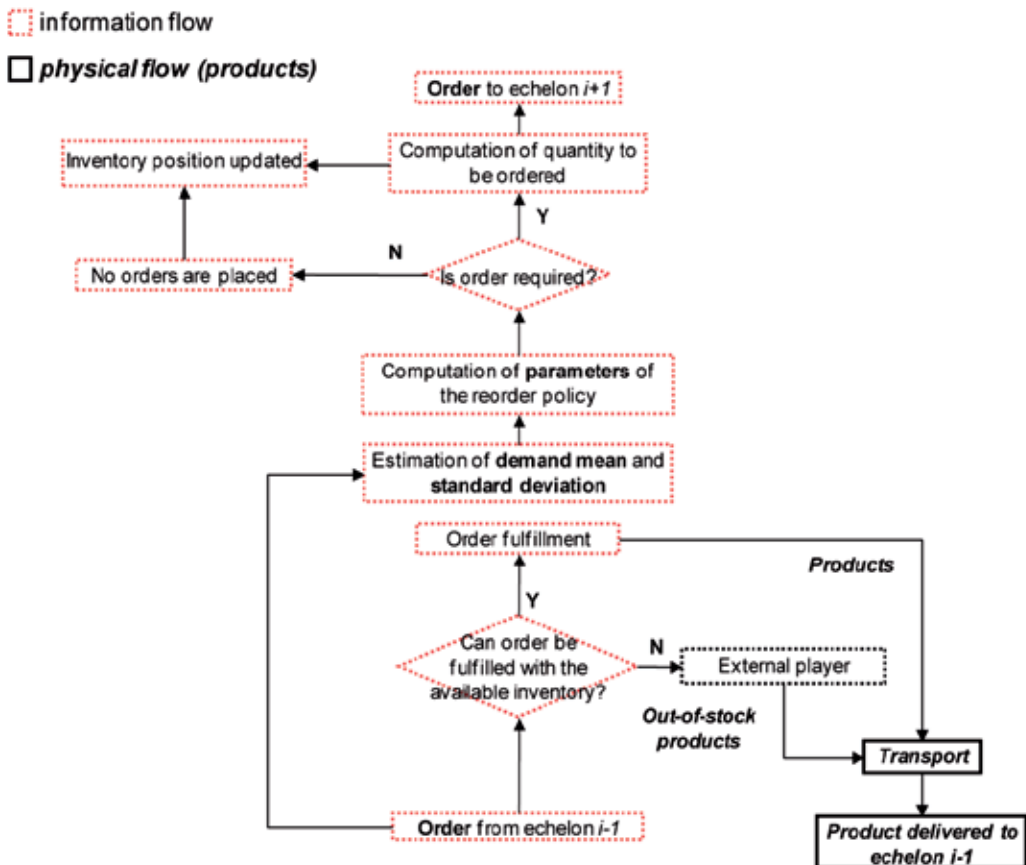 information flow
physical flow (products)
Order to echelon i+1
Inventory position updated
Computation of quantity to
be ordered
Y
N
No orders are placed
Is order required?
Computation of parameters of
the reorder policy
Estimation of demand mean and
standard deviation
Order fulfillment
Products
Y
Can order be
fulfilled with the
available inventory?
N
External player
Out-of-stock
products
Transport
Order from echelon i-1
Product delivered to
echelon i-1